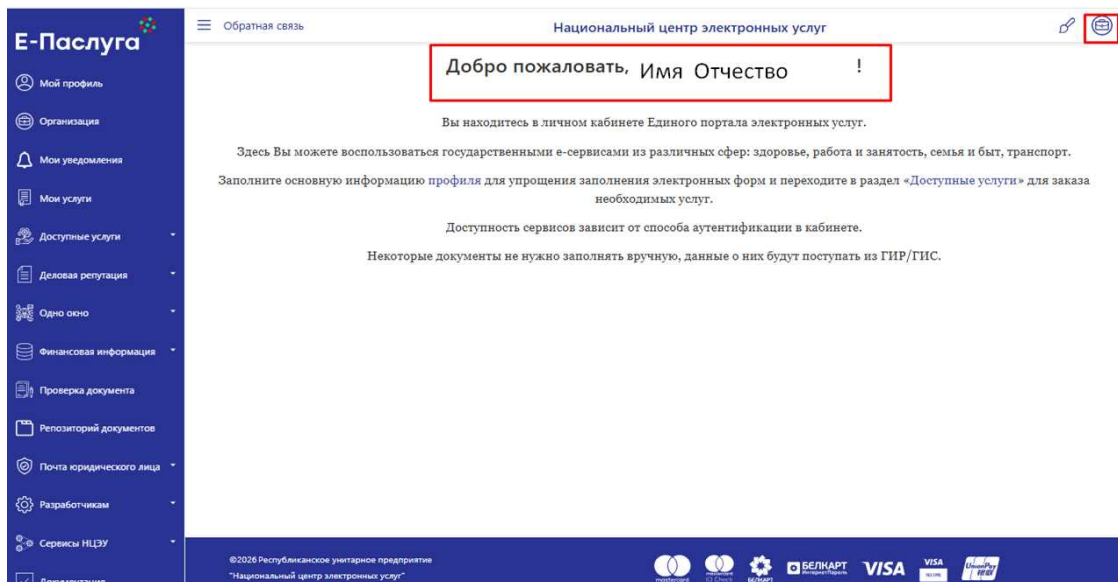 Е-Паслуга
Обратная связь
Национальный центр электронных услуг
Добро пожаловать, Имя Отчество !
Мой профиль
Организация
Мои уведомления
Мои услуги
Доступные услуги
Деловая репутация
Одно окно
Финансовая информация
Проверка документа
Репозиторий документов
Почта юридического лица
Разработчикам
Сервисы НЦЭУ
Документация
Вы находитесь в личном кабинете Единого портала электронных услуг.
Здесь Вы можете воспользоваться государственными е-сервисами из различных сфер: здоровье, работа и занятость, семья и быт, транспорт.
Заполните основную информацию профиля для упрощения заполнения электронных форм и переходите в раздел «Доступные услуги» для заказа
необходимых услуг.
Доступность сервисов зависит от способа аутентификации в кабинете.
Некоторые документы не нужно заполнять вручную, данные о них будут поступать из ГИР/ГИС.
©2026 Республиканское унитарное предприятие
"Национальный центр электронных услуг"
mastercard
ID Check
БЕЛКАРТ
БЕЛКАРТ
ИнтернетПароль
VISA
VISA
UnionPay